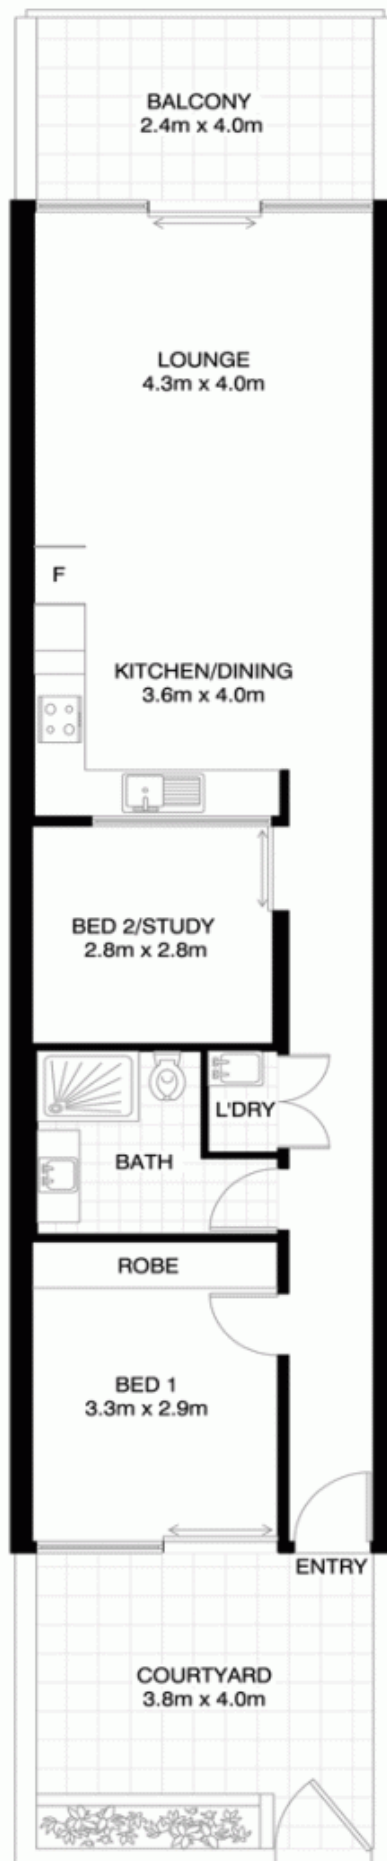 BALCONY
2.4m x 4.0m
LOUNGE
4.3m x 4.0m
F
KITCHEN/DINING
3.6m x 4.0m
BED 2/STUDY
2.8m x 2.8m
L'DRY
BATH
ROBE
BED 1
3.3m x 2.9m
ENTRY
COURTYARD
3.8m x 4.0m